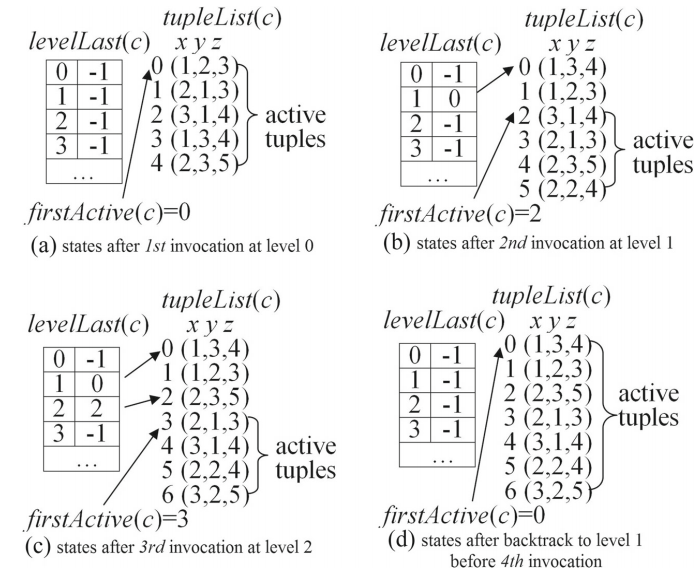 tupleList(c)
levelLast(c) x y z
0 -1 0 (1,2,3)
1 -1 1 (2,1,3)
2 -1 2 (3,1,4) active
3 -1 3 (1,3,4) tuples
... 4 (2,3,5)
firstActive(c)=0
(a) states after 1st invocation at level 0
tupleList(c)
levelLast(c) x y z
0 -1 0 (1,3,4)
1 0 1 (1,2,3)
2 -1 2 (3,1,4)
3 -1 3 (2,1,3) active
... 4 (2,3,5) tuples
5 (2,2,4)
firstActive(c)=2
(b) states after 2nd invocation at level 1
tupleList(c)
levelLast(c) x y z
0 -1 0 (1,3,4)
1 0 1 (1,2,3)
2 2 2 (2,3,5)
3 -1 3 (2,1,3)
... 4 (3,1,4) active
5 (2,2,4) tuples
6 (3,2,5)
firstActive(c)=3
(c) states after 3rd invocation at level 2
tupleList(c)
levelLast(c) x y z
0 -1 0 (1,3,4)
1 -1 1 (1,2,3)
2 -1 2 (2,3,5) active
3 -1 3 (2,1,3) tuples
... 4 (3,1,4)
5 (2,2,4)
6 (3,2,5)
firstActive(c)=0
(d) states after backtrack to level 1
before 4th invocation